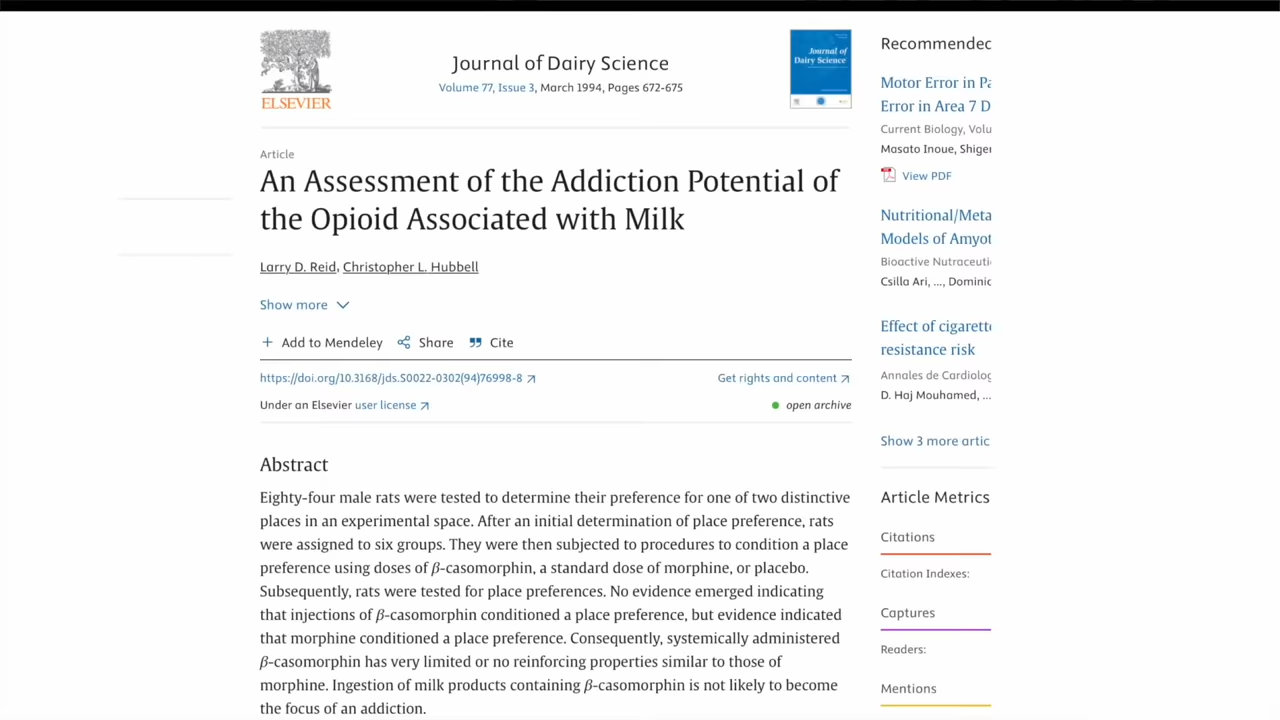 ELSEVIER
Journal of Dairy Science
Volume 77, Issue 3, March 1994, Pages 672-675
Journal of
Dairy Science
Article
An Assessment of the Addiction Potential of
the Opioid Associated with Milk
Larry D. Reid, Christopher L. Hubbell
Show more
Add to Mendeley Share Cite
https://doi.org/10.3168/jds.S0022-0302(94)76998-8 Get rights and content
Under an Elsevier user license open archive
Abstract
Eighty-four male rats were tested to determine their preference for one of two distinctive
places in an experimental space. After an initial determination of place preference, rats
were assigned to six groups. They were then subjected to procedures to condition a place
preference using doses of β-casomorphin, a standard dose of morphine, or placebo.
Subsequently, rats were tested for place preferences. No evidence emerged indicating
that injections of β-casomorphin conditioned a place preference, but evidence indicated
that morphine conditioned a place preference. Consequently, systemically administered
β-casomorphin has very limited or no reinforcing properties similar to those of
morphine. Ingestion of milk products containing β-casomorphin is not likely to become
the focus of an addiction.
Recommended
Motor Error in Pa
Error in Area 7 D
Current Biology, Volu
Masato Inoue, Shiger
View PDF
Nutritional/Meta
Models of Amyot
Bioactive Nutraceuti
Csilla Ari, ..., Dominic
Effect of cigarett
resistance risk
Annales de Cardiolog
D. Haj Mouhamed, ...
Show 3 more artic
Article Metrics
Citations
Citation Indexes:
Captures
Readers:
Mentions